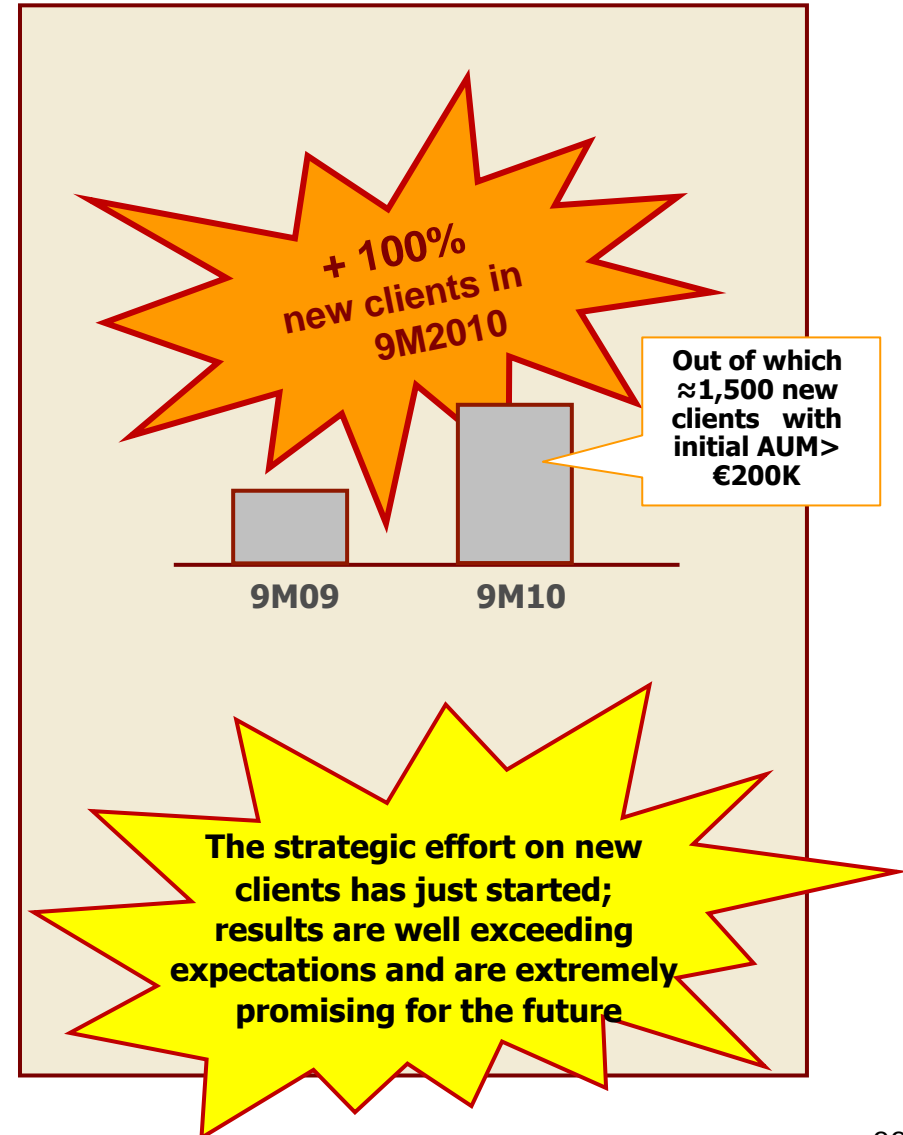 + 100%
new clients in
9M2010
Out of which
≈1,500 new
clients with
initial AUM>
€200K
9M09
9M10
The strategic effort on new
clients has just started;
results are well exceeding
expectations and are extremely
promising for the future